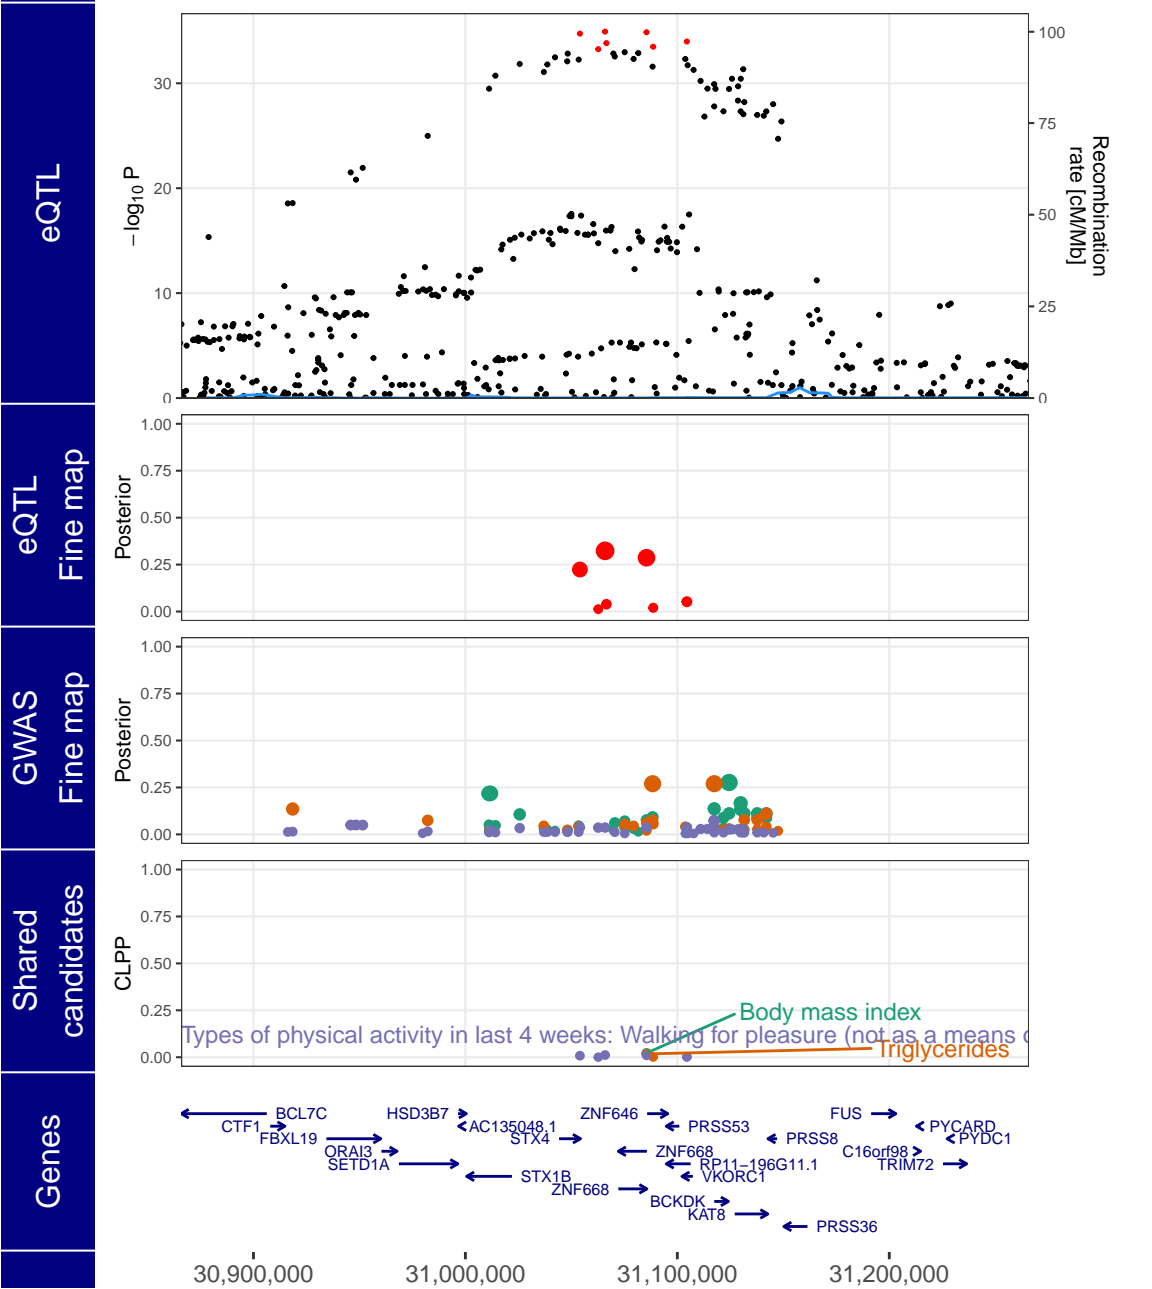 eQTL
−log10 P
30
20
10
0
100
75
50
25
0
Recombination
rate [cM/Mb]
eQTL
Fine map
Posterior
1.00
0.75
0.50
0.25
0.00
GWAS
Fine map
Posterior
1.00
0.75
0.50
0.25
0.00
Shared
candidates
CLPP
1.00
0.75
0.50
0.25
0.00
Body mass index
Types of physical activity in last 4 weeks: Walking for pleasure (not as a means
Triglycerides
Genes
BCL7C HSD3B7 ZNF646 FUS
CTF1 AC135048.1 PRSS53 PYCARD
FBXL19 STX4 PRSS8 PYDC1
ORAI3 ZNF668 C16orf98
SETD1A RP11−196G11.1 TRIM72
STX1B VKORC1
ZNF668
BCKDK
KAT8
PRSS36
30,900,000 31,000,000 31,100,000 31,200,000